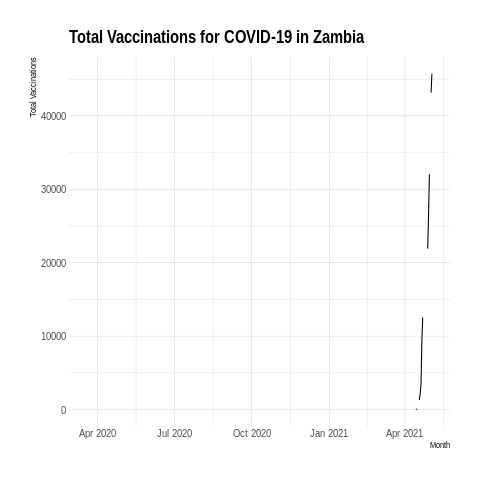 Total Vaccinations for COVID-19 in Zambia
Total Vaccinations
40000
30000
20000
10000
0
Apr 2020 Jul 2020 Oct 2020 Jan 2021 Apr 2021
Month